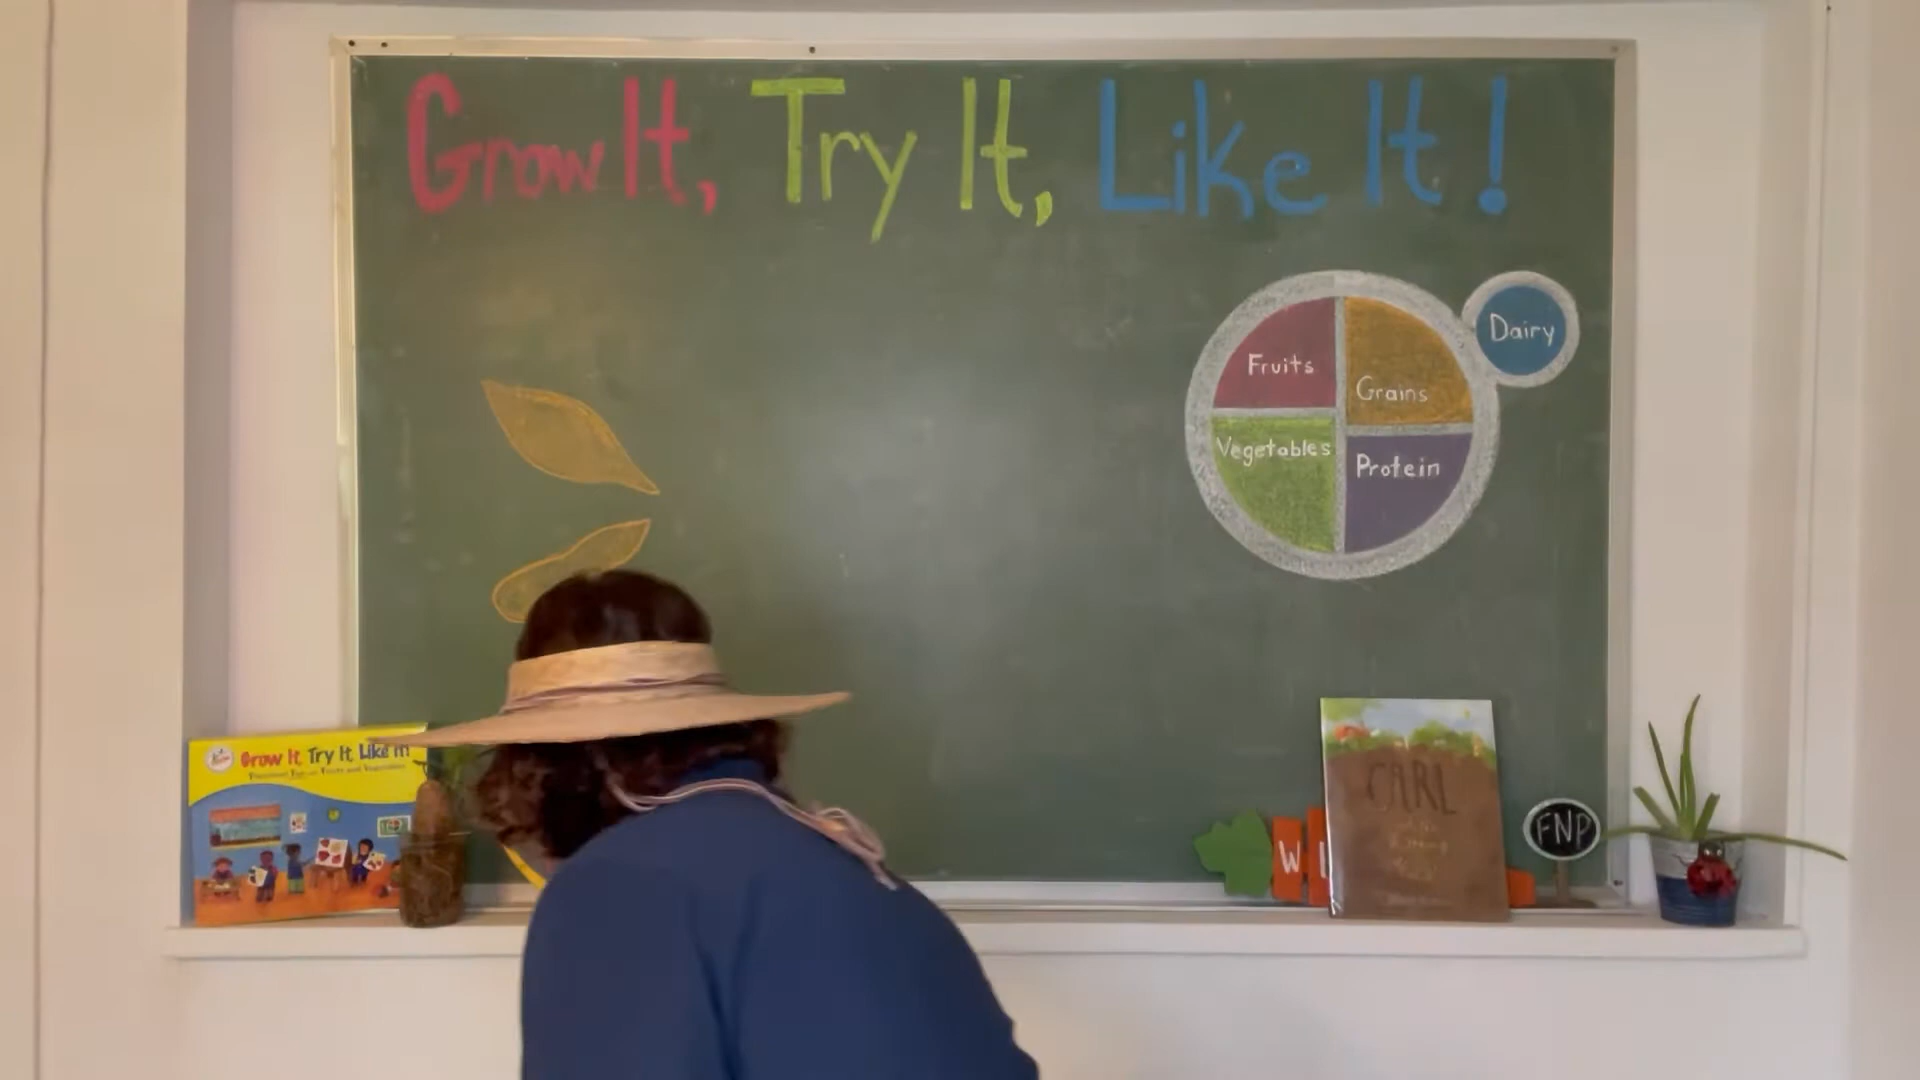 Grow It, Try It, Like It!
Fruits
Grains
Vegetables
Protein
Dairy
Grow It, Try It, Like It!
CARL
W
FNP